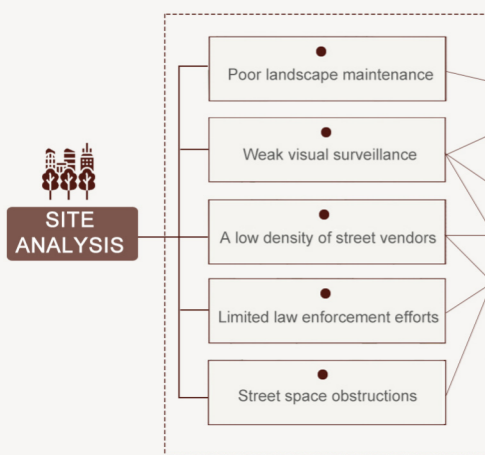 SITE
ANALYSIS
Poor landscape maintenance
Weak visual surveillance
A low density of street vendors
Limited law enforcement efforts
Street space obstructions